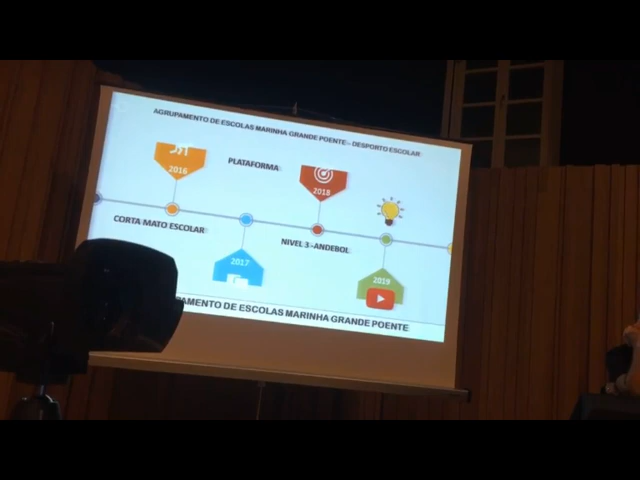 AGRUPAMENTO DE ESCOLAS MARINHA GRANDE POENTE - DESPORTO ESCOLAR
2016
PLATAFORMA
2018
CORTA MATO ESCOLAR
NIVEL 3 -ANDEBOL
2017
2019
AMENTO DE ESCOLAS MARINHA GRANDE POENTE